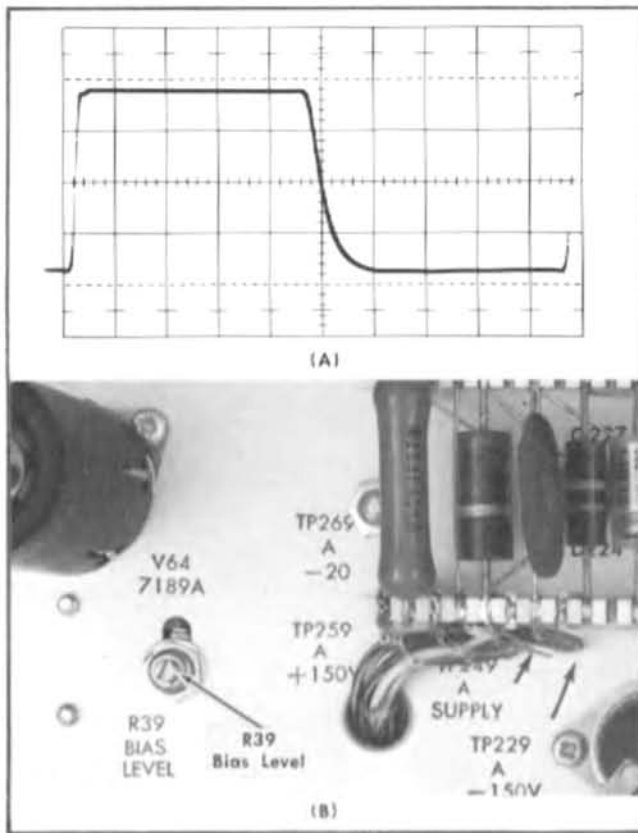 (A)
TP269
A
−20
V64
7189A
TP259
A
+150V
A
SUPPLY
R39
BIAS
LEVEL
R39
Bias Level
TP229
A
−150V
(B)